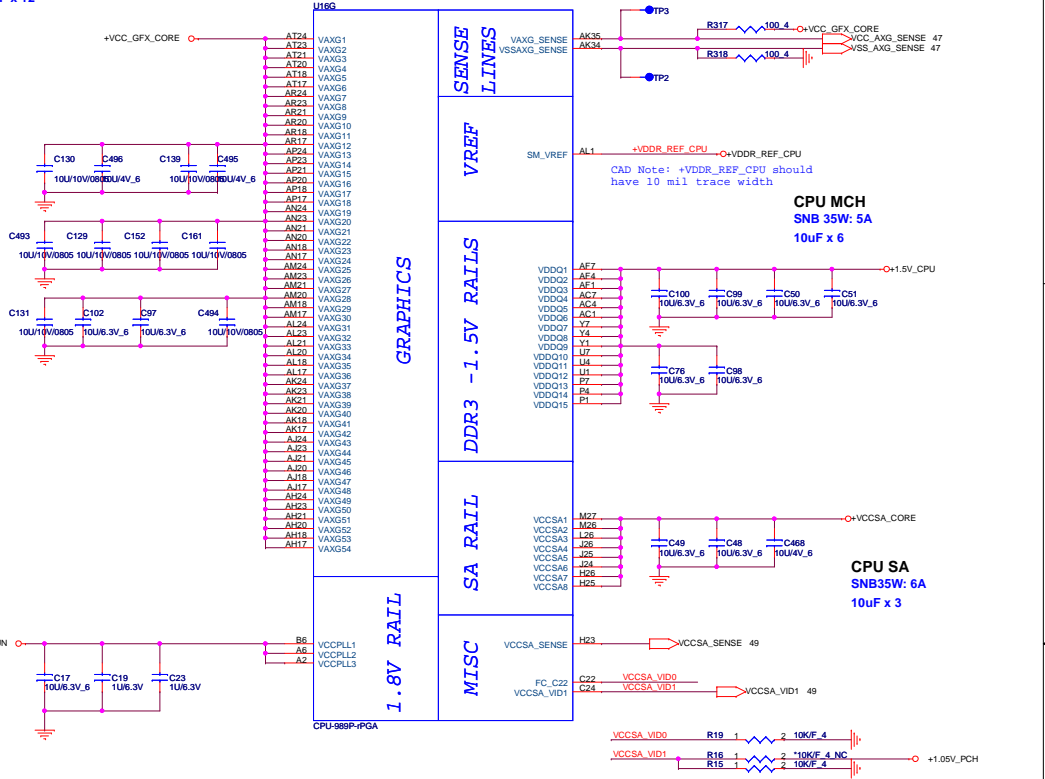 U16G
+VCC_GFX_CORE
AT24 VAXG1
AT23 VAXG2
AT21 VAXG3
AT20 VAXG4
AT18 VAXG5
AT17 VAXG6
AR24 VAXG7
AR23 VAXG8
AR21 VAXG9
AR20 VAXG10
AR18 VAXG11
AR17 VAXG12
AP24 VAXG13
AP23 VAXG14
AP21 VAXG15
AP20 VAXG16
AP18 VAXG17
AP17 VAXG18
AN24 VAXG19
AN23 VAXG20
AN21 VAXG21
AN20 VAXG22
AN18 VAXG23
AN17 VAXG24
AM24 VAXG25
AM23 VAXG26
AM21 VAXG27
AM20 VAXG28
AM18 VAXG29
AM17 VAXG30
AL24 VAXG31
AL23 VAXG32
AL21 VAXG33
AL20 VAXG34
AL18 VAXG35
AL17 VAXG36
AK24 VAXG37
AK23 VAXG38
AK21 VAXG39
AK20 VAXG40
AK18 VAXG41
AK17 VAXG42
AJ24 VAXG43
AJ23 VAXG44
AJ21 VAXG45
AJ20 VAXG46
AJ18 VAXG47
AJ17 VAXG48
AH24 VAXG49
AH23 VAXG50
AH21 VAXG51
AH20 VAXG52
AH18 VAXG53
AH17 VAXG54
C130 C496 C139 C495
10U/10V/0805 10U/4V_6
C493 C129 C152 C161
10U/10V/0805 10U/10V/0805 10U/10V/0805 10U/10V/0805
C131 C102 C97 C494
10U/10V/0805 10U/6.3V_6 10U/6.3V_6 10U/10V/0805
B6 VCCPLL1
A6 VCCPLL2
A2 VCCPLL3
C17 C19 C23
10U/6.3V_6 1U/6.3V 1U/6.3V
GRAPHICS
1.8V RAIL
SENSE
LINES
VREF
DDR3 -1.5V RAILS
SA RAIL
MISC
CPU-989P-rPGA
VAXG_SENSE AK35
VSSAXG_SENSE AK34
TP3
TP2
R317 100_4 +VCC_GFX_CORE
VCC_AXG_SENSE 47
VSS_AXG_SENSE 47
R318 100_4
SM_VREF AL1 +VDDR_REF_CPU +VDDR_REF_CPU
CAD Note: +VDDR_REF_CPU should
have 10 mil trace width
CPU MCH
SNB 35W: 5A
10uF x 6
VDDQ1 AF7
VDDQ2 AF4
VDDQ3 AF1
VDDQ4 AC7
VDDQ5 AC4
VDDQ6 AC1
VDDQ7 Y7
VDDQ8 Y4
VDDQ9 Y1
VDDQ10 U7
VDDQ11 U4
VDDQ12 U1
VDDQ13 P7
VDDQ14 P4
VDDQ15 P1
+1.5V_CPU
C100 C99 C50 C51
10U/6.3V_6 10U/6.3V_6 10U/6.3V_6 10U/6.3V_6
C76 C98
10U/6.3V_6 10U/6.3V_6
VCCSA1 M27
VCCSA2 M26
VCCSA3 L26
VCCSA4 J26
VCCSA5 J25
VCCSA6 J24
VCCSA7 H26
VCCSA8 H25
+VCCSA_CORE
C49 C48 C468
10U/6.3V_6 10U/6.3V_6 10U/4V_6
CPU SA
SNB35W: 6A
10uF x 3
VCCSA_SENSE H23 VCCSA_SENSE 49
FC_C22 C22 VCCSA_VID0
VCCSA_VID1 C24 VCCSA_VID1 VCCSA_VID1 49
VCCSA_VID0 R19 1 2 10K/F_4
VCCSA_VID1 R16 1 2 *10K/F_4_NC +1.05V_PCH
R15 1 2 10K/F_4